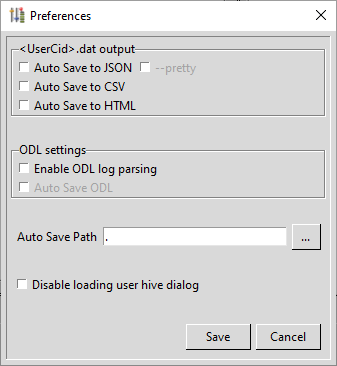 Preferences
<UserCid>.dat output
Auto Save to JSON --pretty
Auto Save to CSV
Auto Save to HTML
ODL settings
Enable ODL log parsing
Auto Save ODL
Auto Save Path . ...
Disable loading user hive dialog
Save Cancel